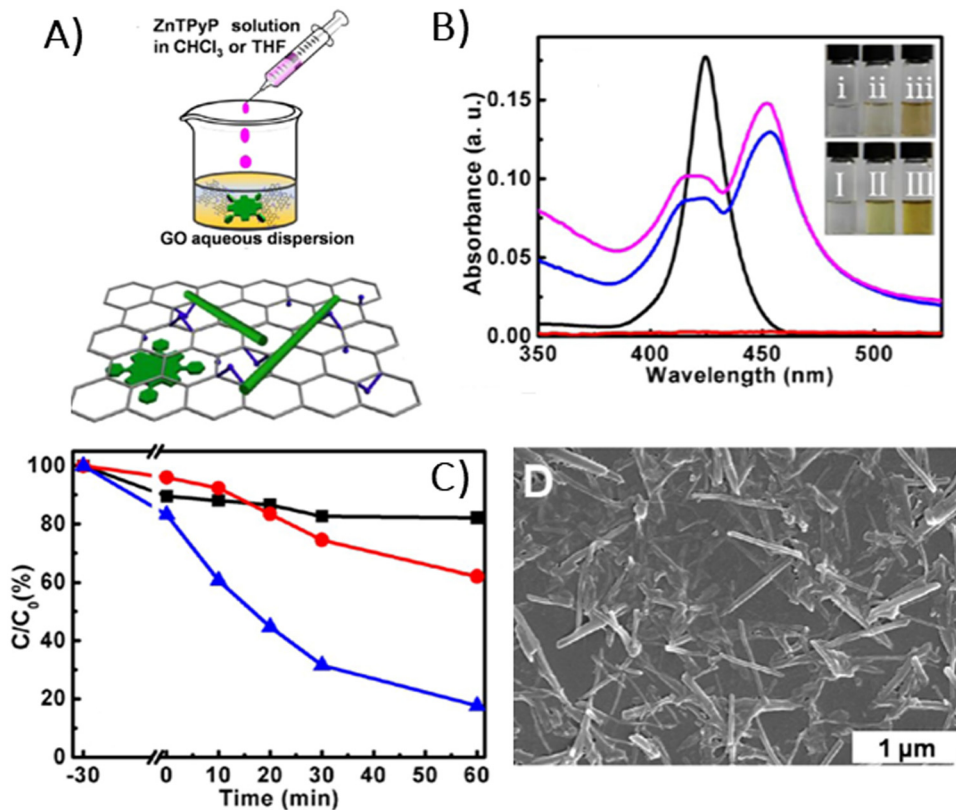 A)
ZnTPyP solution
in CHCl₃ or THF
GO aqueous dispersion
B)
Absorbance (a. u.)
0.15
0.10
0.05
0.00
350
400
450
500
Wavelength (nm)
i
ii
iii
I
II
III
C)
C/C₀(%)
100
80
60
40
20
0
-30
0
10
20
30
40
50
60
Time (min)
D
1 μm